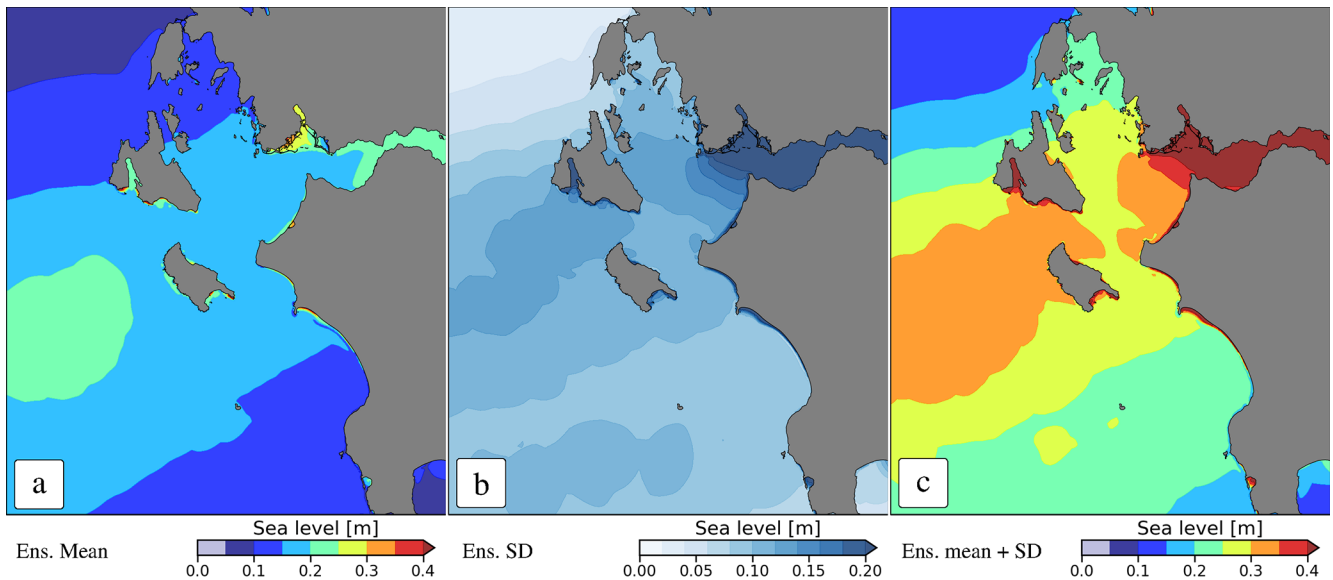 a
b
c
Sea level [m]
Ens. Mean
0.0 0.1 0.2 0.3 0.4
Sea level [m]
Ens. SD
0.00 0.05 0.10 0.15 0.20
Sea level [m]
Ens. mean + SD
0.0 0.1 0.2 0.3 0.4